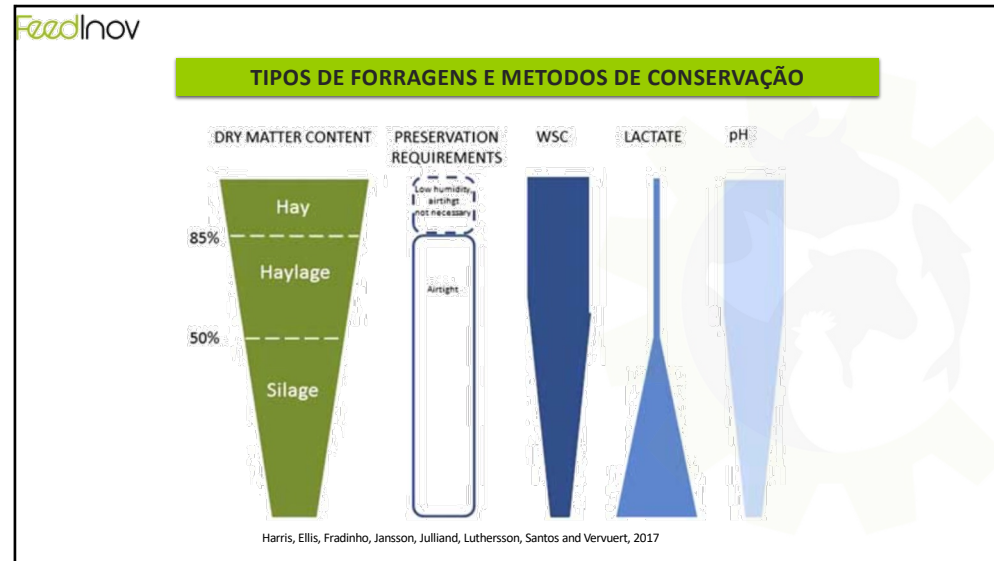 FeedInov
TIPOS DE FORRAGENS E METODOS DE CONSERVAÇÃO
DRY MATTER CONTENT
PRESERVATION
REQUIREMENTS
WSC
LACTATE
pH
Low humidity,
airtihgt
not necessary
Hay
85%
Haylage
Airtight
50%
Silage
Harris, Ellis, Fradinho, Jansson, Julliand, Luthersson, Santos and Vervuert, 2017